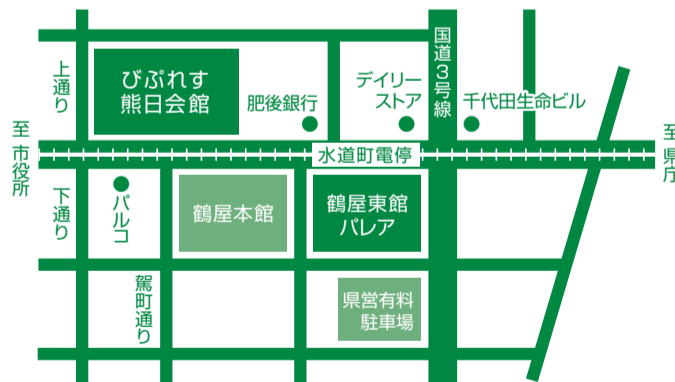 国道3号線
上通り
びぷれす
熊日会館
肥後銀行
デイリー
ストア
千代田生命ビル
至 市役所
水道町電停
至 県庁
下通り
パルコ
鶴屋本館
鶴屋東館
パレア
駕町通り
県営有料
駐車場